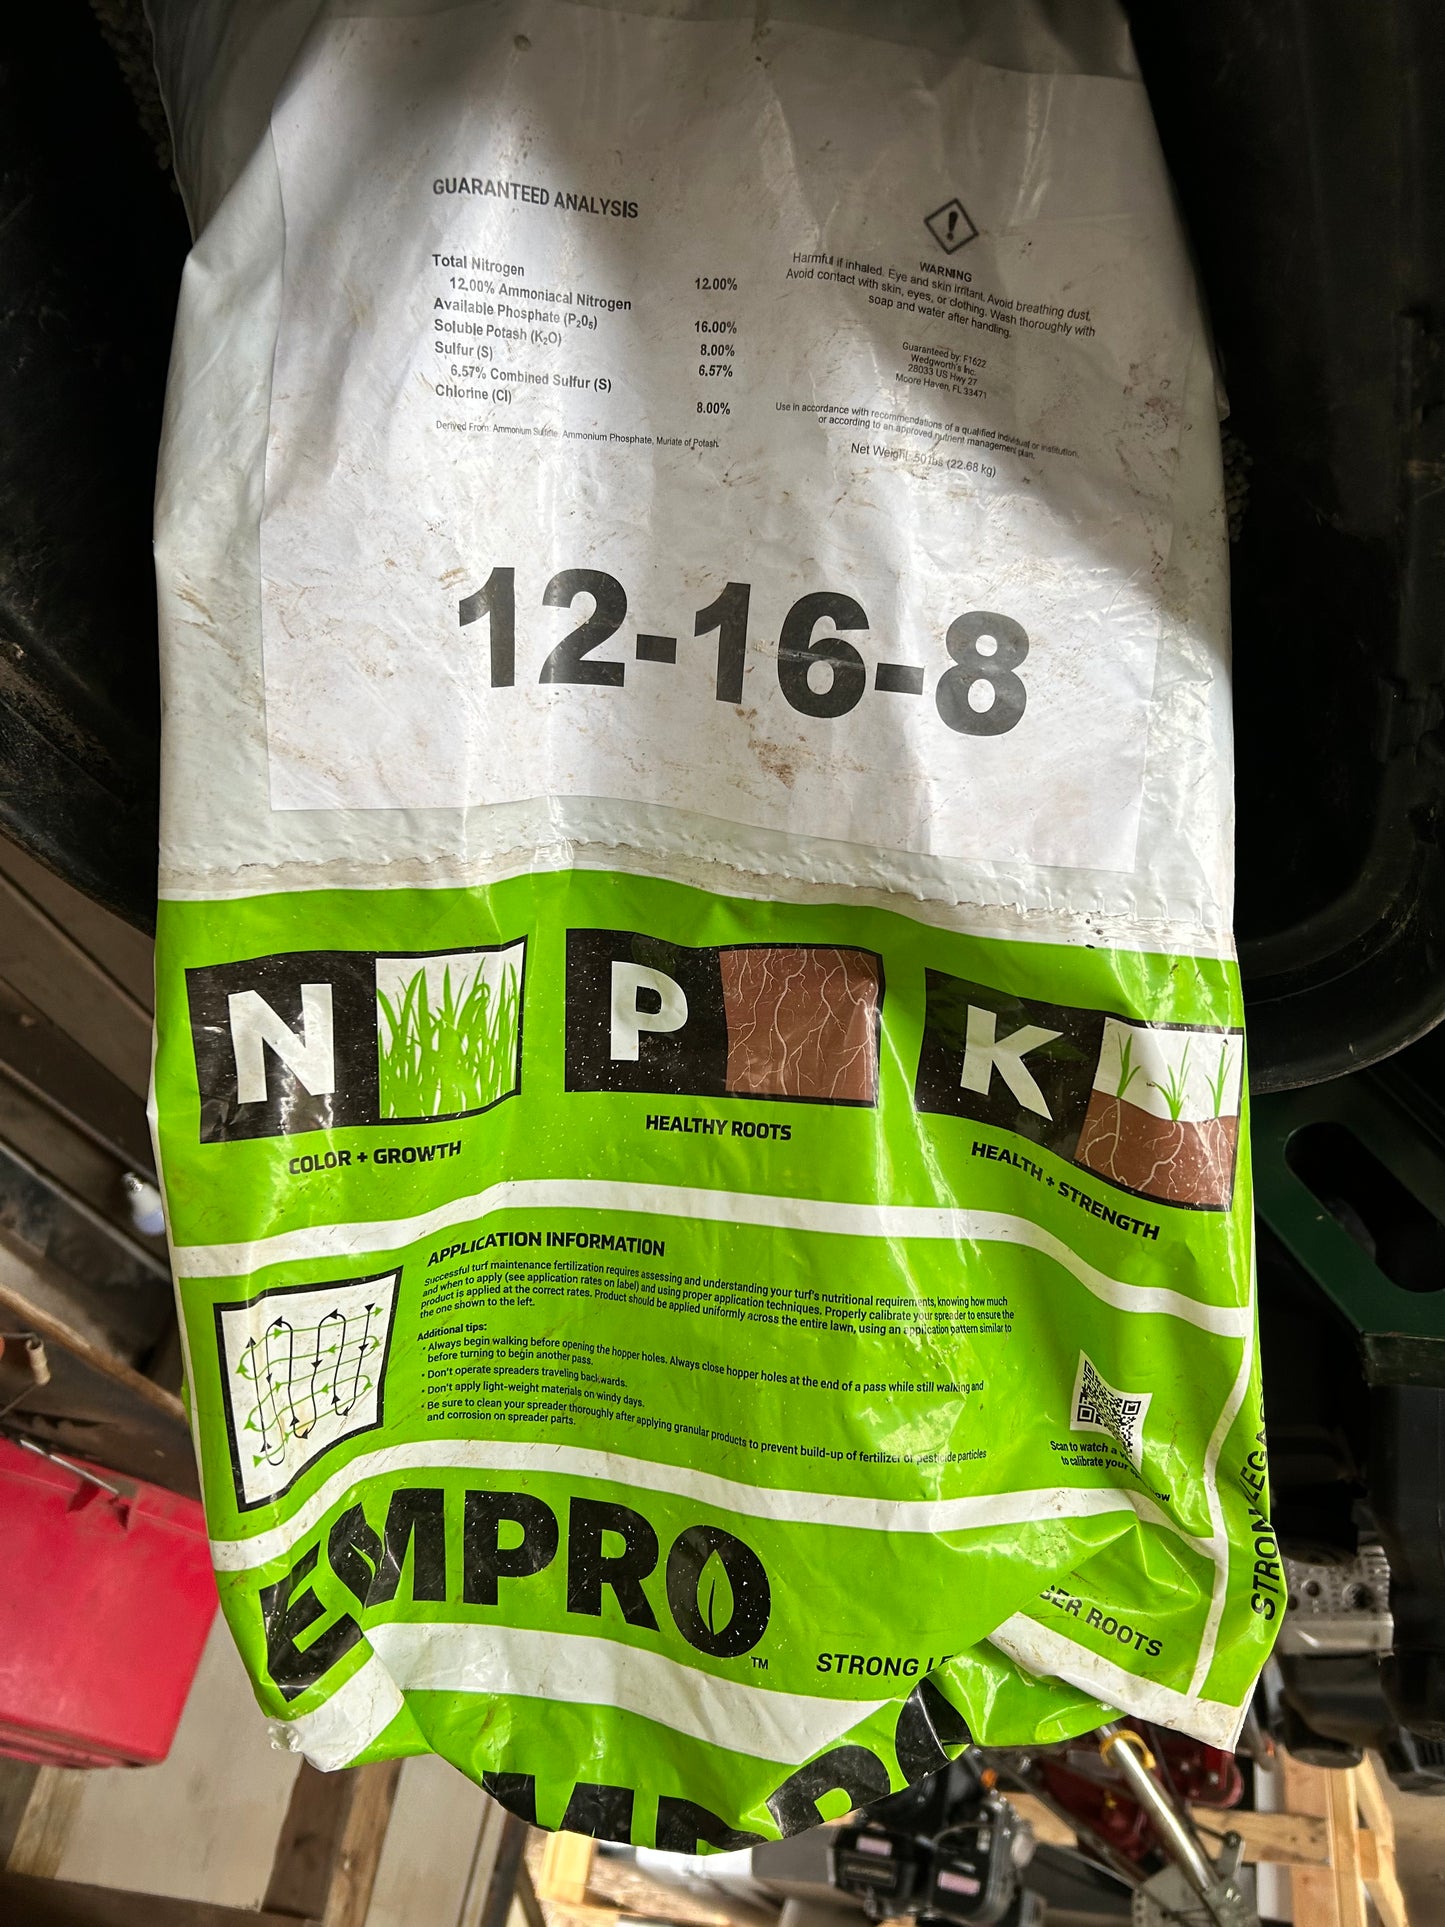 GUARANTEED ANALYSIS
Total Nitrogen 12.00%
12.00% Ammoniacal Nitrogen
Available Phosphate (P₂0₅) 16.00%
Soluble Potash (K₂O) 8.00%
Sulfur (S) 6.57%
6.57% Combined Sulfur (S)
Chlorine (Cl) 8.00%
Derived From: Ammonium Sulfate, Ammonium Phosphate, Muriate of Potash.
WARNING
Harmful if inhaled. Eye and skin irritant. Avoid breathing dust.
Avoid contact with skin, eyes, or clothing. Wash thoroughly with
soap and water after handling.
Guaranteed by: F1622
Wedgworth's Inc.
28033 US Hwy 27
Moore Haven, FL 33471
Use in accordance with recommendations of a qualified individual or institution,
or according to an approved nutrient management plan.
Net Weight: 50 lbs (22.68 kg)
12-16-8
N
COLOR + GROWTH
P
HEALTHY ROOTS
K
HEALTH + STRENGTH
APPLICATION INFORMATION
Successful turf maintenance fertilization requires assessing and understanding your turf's nutritional requirements, knowing how much
and when to apply (see application rates on label) and using proper application techniques. Properly calibrate your spreader to ensure the
product is applied at the correct rates. Product should be applied uniformly across the entire lawn, using an application pattern similar to
the one shown to the left.
Additional tips:
• Always begin walking before opening the hopper holes. Always close hopper holes at the end of a pass while still walking and
before turning to begin another pass.
• Don't operate spreaders traveling backwards.
• Don't apply light-weight materials on windy days.
• Be sure to clean your spreader thoroughly after applying granular products to prevent build-up of fertilizer or pesticide particles
and corrosion on spreader parts.
Scan to watch a
to calibrate your
EMPRO
TM
STRONG
ROOTS